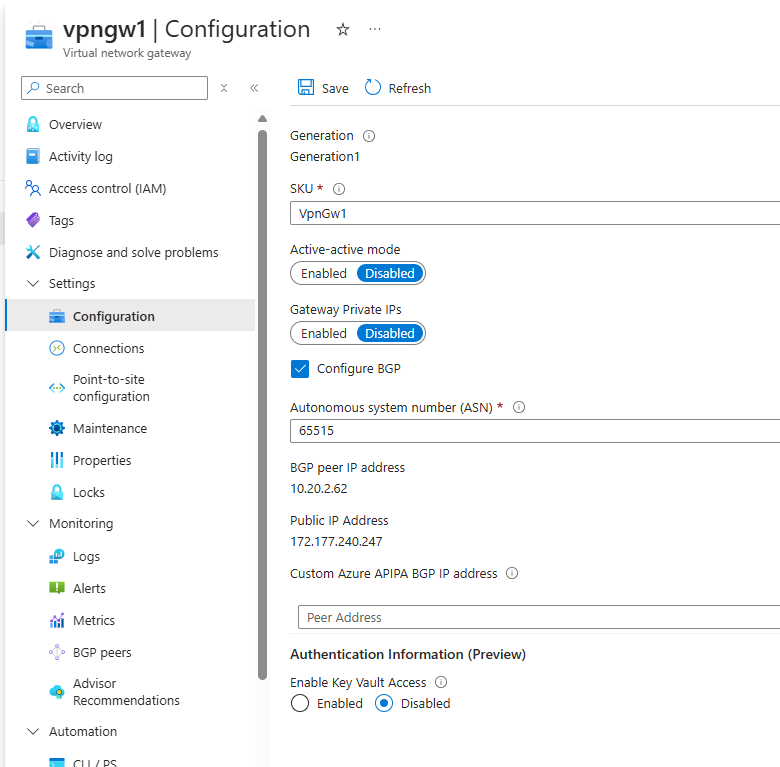 vpngw1 | Configuration
Virtual network gateway
Search
Overview
Activity log
Access control (IAM)
Tags
Diagnose and solve problems
Settings
Configuration
Connections
Point-to-site
configuration
Maintenance
Properties
Locks
Monitoring
Logs
Alerts
Metrics
BGP peers
Advisor
Recommendations
Automation
CLI / PS
Save Refresh
Generation
Generation1
SKU *
VpnGw1
Active-active mode
Enabled Disabled
Gateway Private IPs
Enabled Disabled
Configure BGP
Autonomous system number (ASN) *
65515
BGP peer IP address
10.20.2.62
Public IP Address
172.177.240.247
Custom Azure APIPA BGP IP address
Peer Address
Authentication Information (Preview)
Enable Key Vault Access
Enabled Disabled